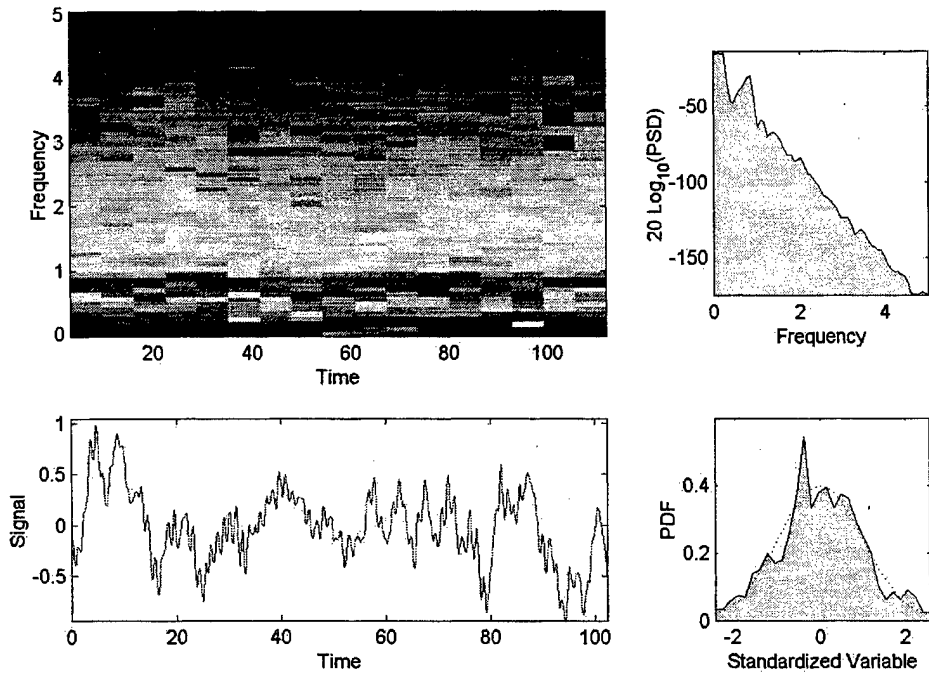 5
4
3
2
1
0
Frequency
20 40 60 80 100
Time
-50
-100
-150
20 Log10(PSD)
0 2 4
Frequency
1
0.5
0
-0.5
Signal
0 20 40 60 80 100
Time
0.4
0.2
0
PDF
-2 0 2
Standardized Variable